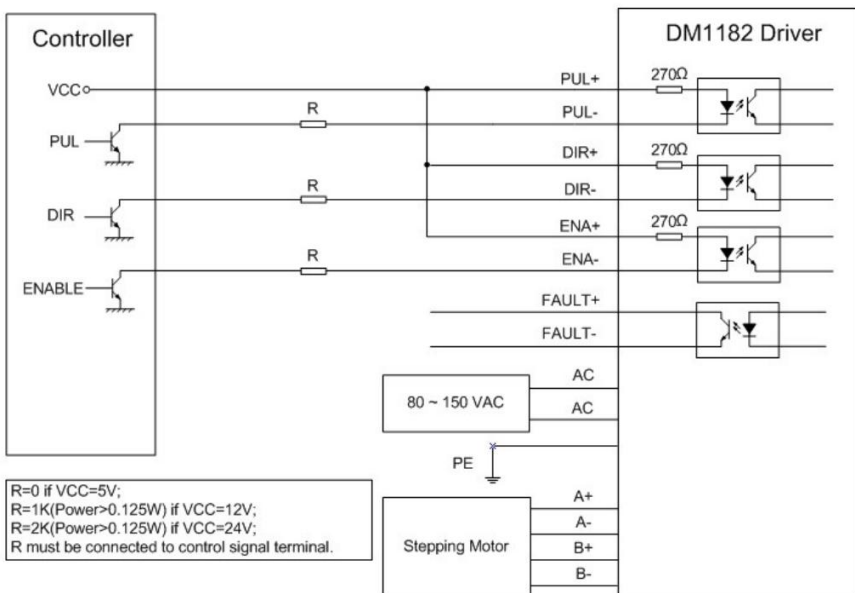 Controller
DM1182 Driver
VCC
PUL+
270Ω
R
PUL-
PUL
DIR+
270Ω
R
DIR-
DIR
ENA+
270Ω
R
ENA-
ENABLE
FAULT+
FAULT-
80 ~ 150 VAC
AC
AC
PE
R=0 if VCC=5V;
R=1K(Power>0.125W) if VCC=12V;
R=2K(Power>0.125W) if VCC=24V;
R must be connected to control signal terminal.
Stepping Motor
A+
A-
B+
B-